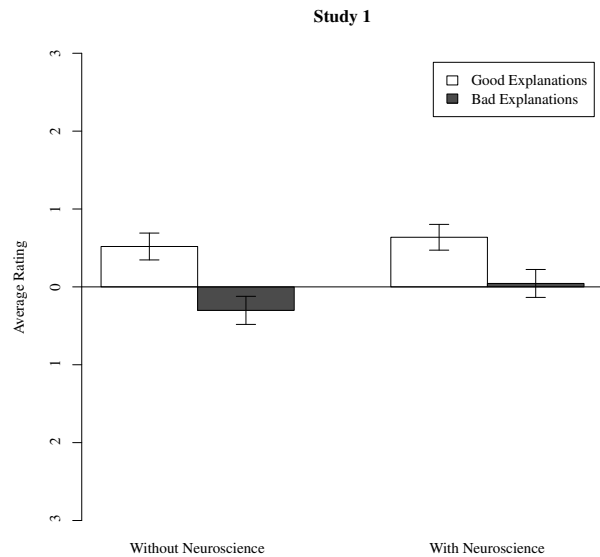 Study 1
3
2
1
0
1
2
3
Average Rating
Good Explanations
Bad Explanations
Without Neuroscience
With Neuroscience